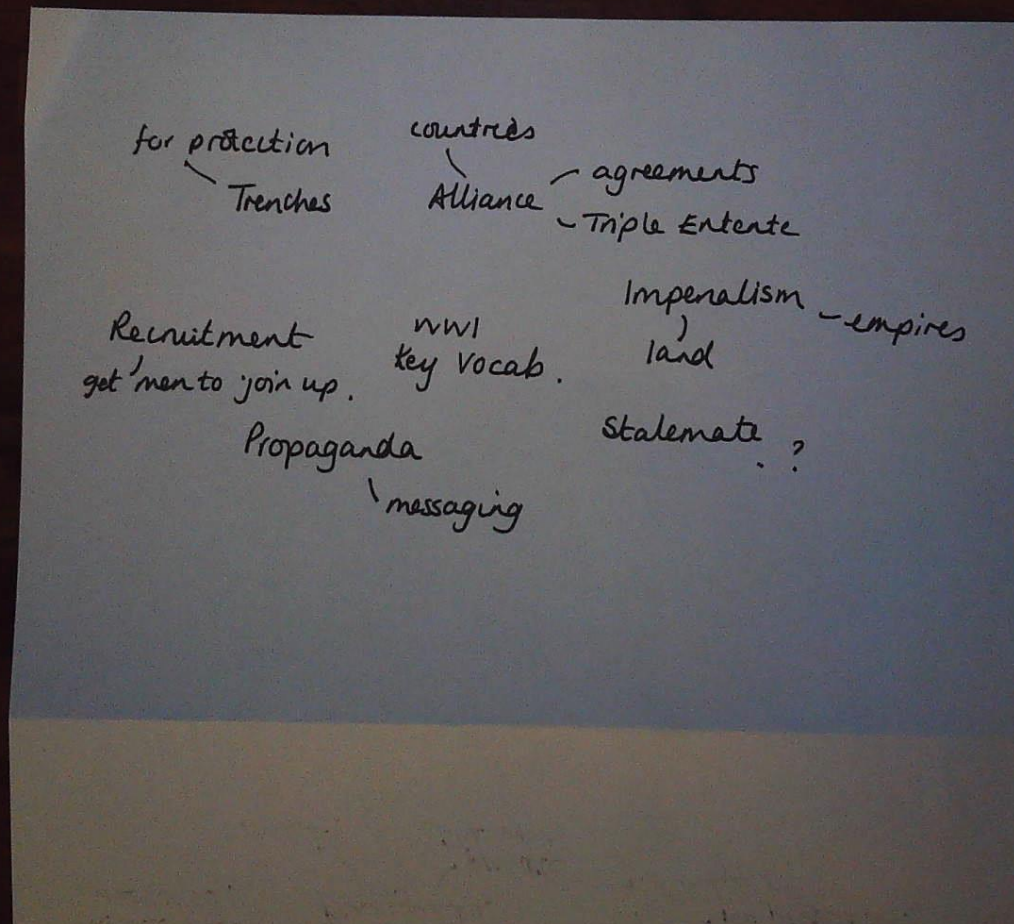 for protection
Trenches
countries
Alliance
agreements
Triple Entente
Imperialism
empires
land
Recruitment
get men to join up.
WW1
key vocab.
Propaganda
messaging
Stalemate ?